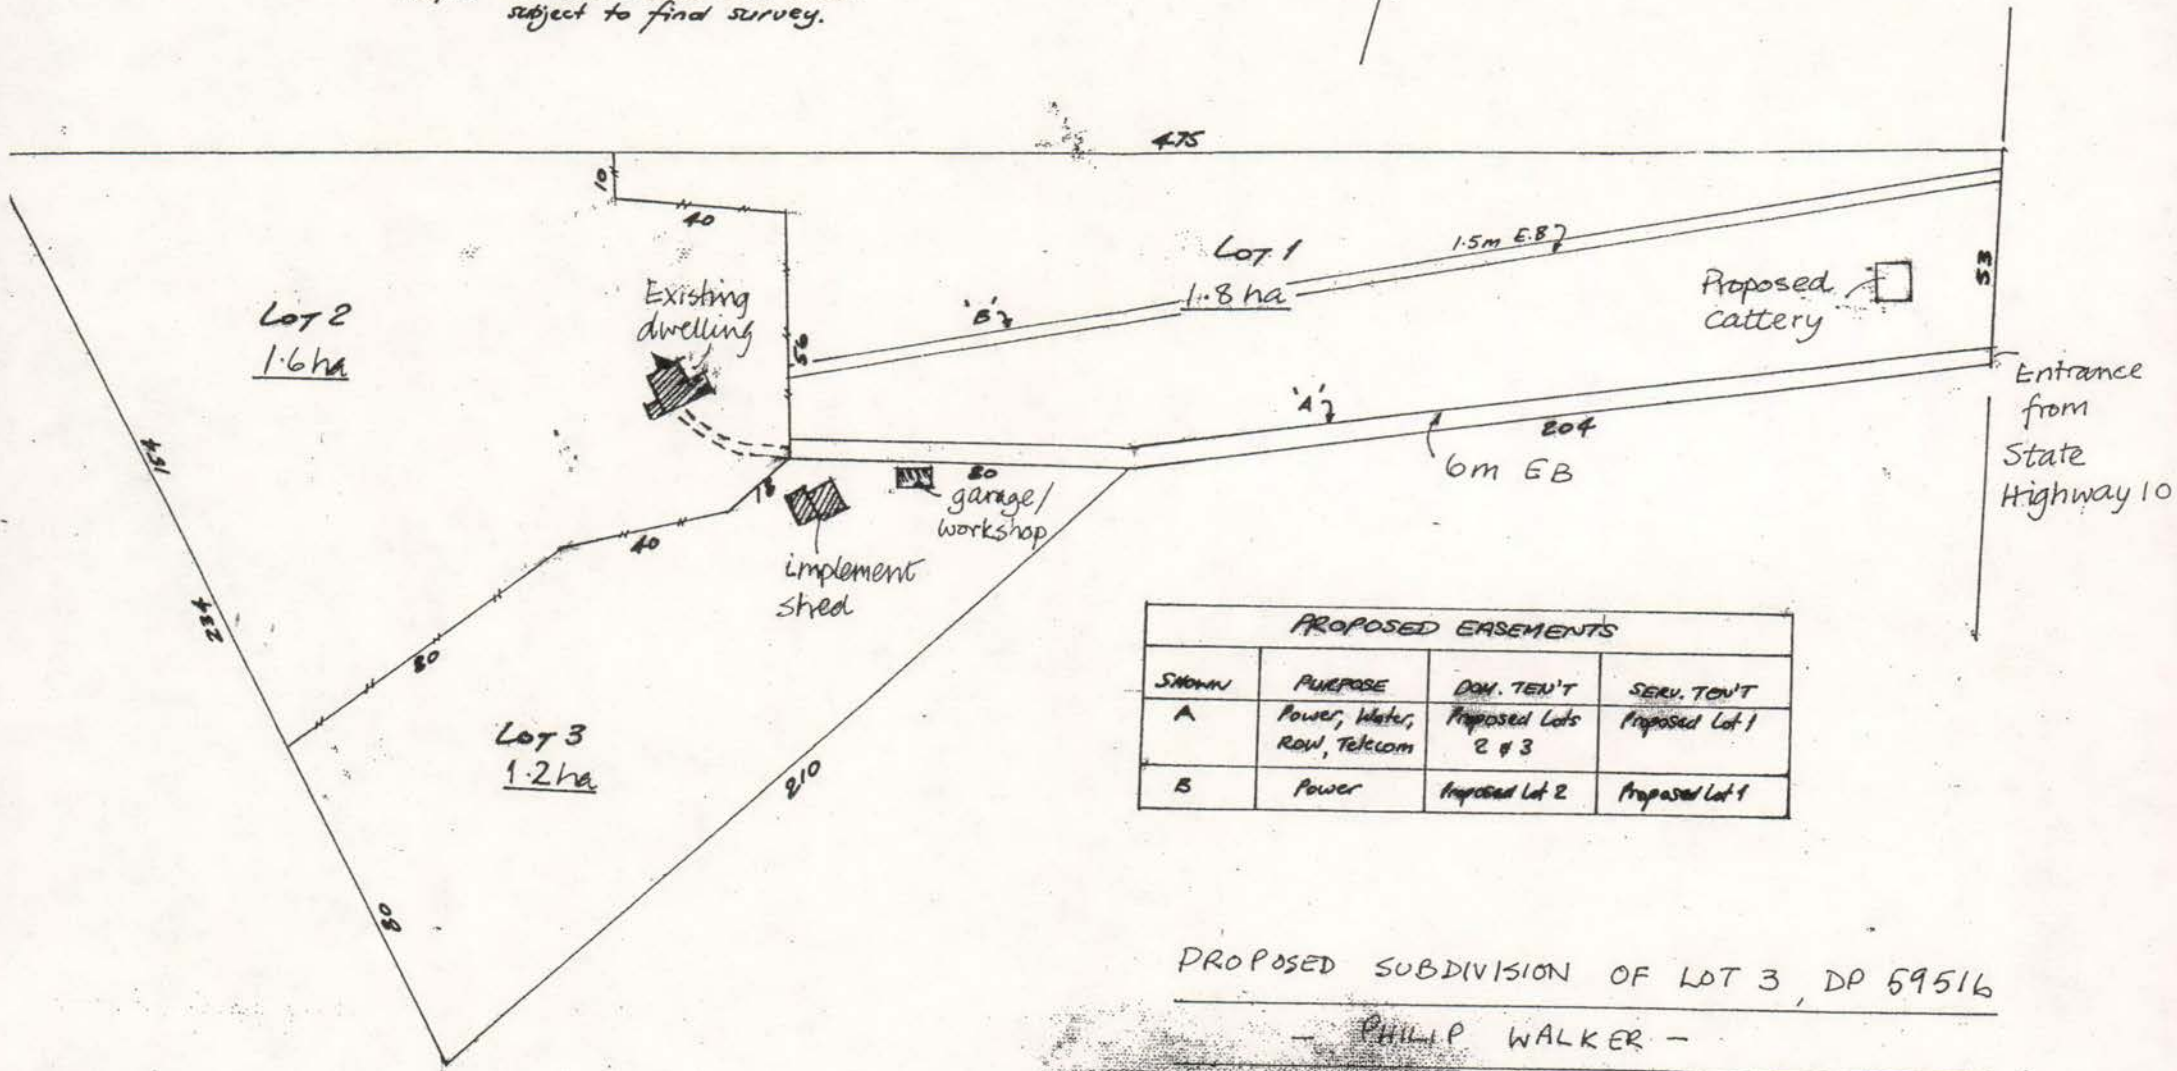 subject to final survey.
475
10
40
LOT 1
1.8 ha
1.5m E.B
'B'
Proposed
cattery
53
LOT 2
1.6 ha
Existing
dwelling
56
'A'
204
6m EB
Entrance
from
State
Highway 10
154
234
80
18
80
garage/
workshop
40
implement
shed
80
LOT 3
1.2 ha
210
PROPOSED EASEMENTS
SHOWN PURPOSE DOM. TEN'T SERV. TEN'T
A Power, Water, ROW, Telecom Proposed Lots 2 & 3 Proposed Lot 1
B Power Proposed Lot 2 Proposed Lot 1
PROPOSED SUBDIVISION OF LOT 3, DP 59516
- PHILIP WALKER -